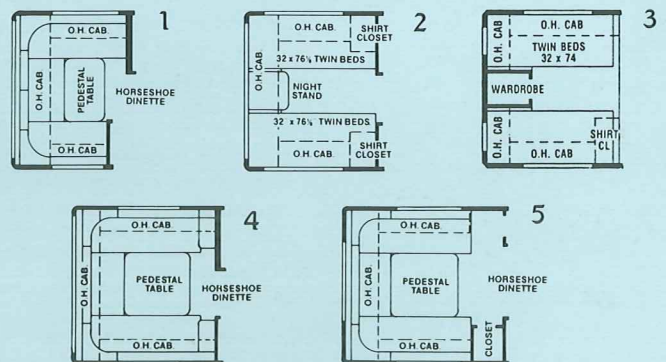 1
O.H. CAB.
O.H. CAB.
PEDESTAL
TABLE
HORSESHOE
DINETTE
O.H. CAB
2
O.H. CAB.
SHIRT
CLOSET
32 x 76½ TWIN BEDS
O.H. CAB.
NIGHT
STAND
32 x 76½ TWIN BEDS
O.H. CAB.
SHIRT
CLOSET
3
O.H. CAB
O.H. CAB
TWIN BEDS
32 x 74
WARDROBE
O.H. CAB
O.H. CAB
SHIRT
CL
4
O.H. CAB.
O.H. CAB.
PEDESTAL
TABLE
HORSESHOE
DINETTE
O.H. CAB.
5
O.H. CAB.
O.H. CAB.
PEDESTAL
TABLE
HORSESHOE
DINETTE
O.H. CAB.
CLOSET